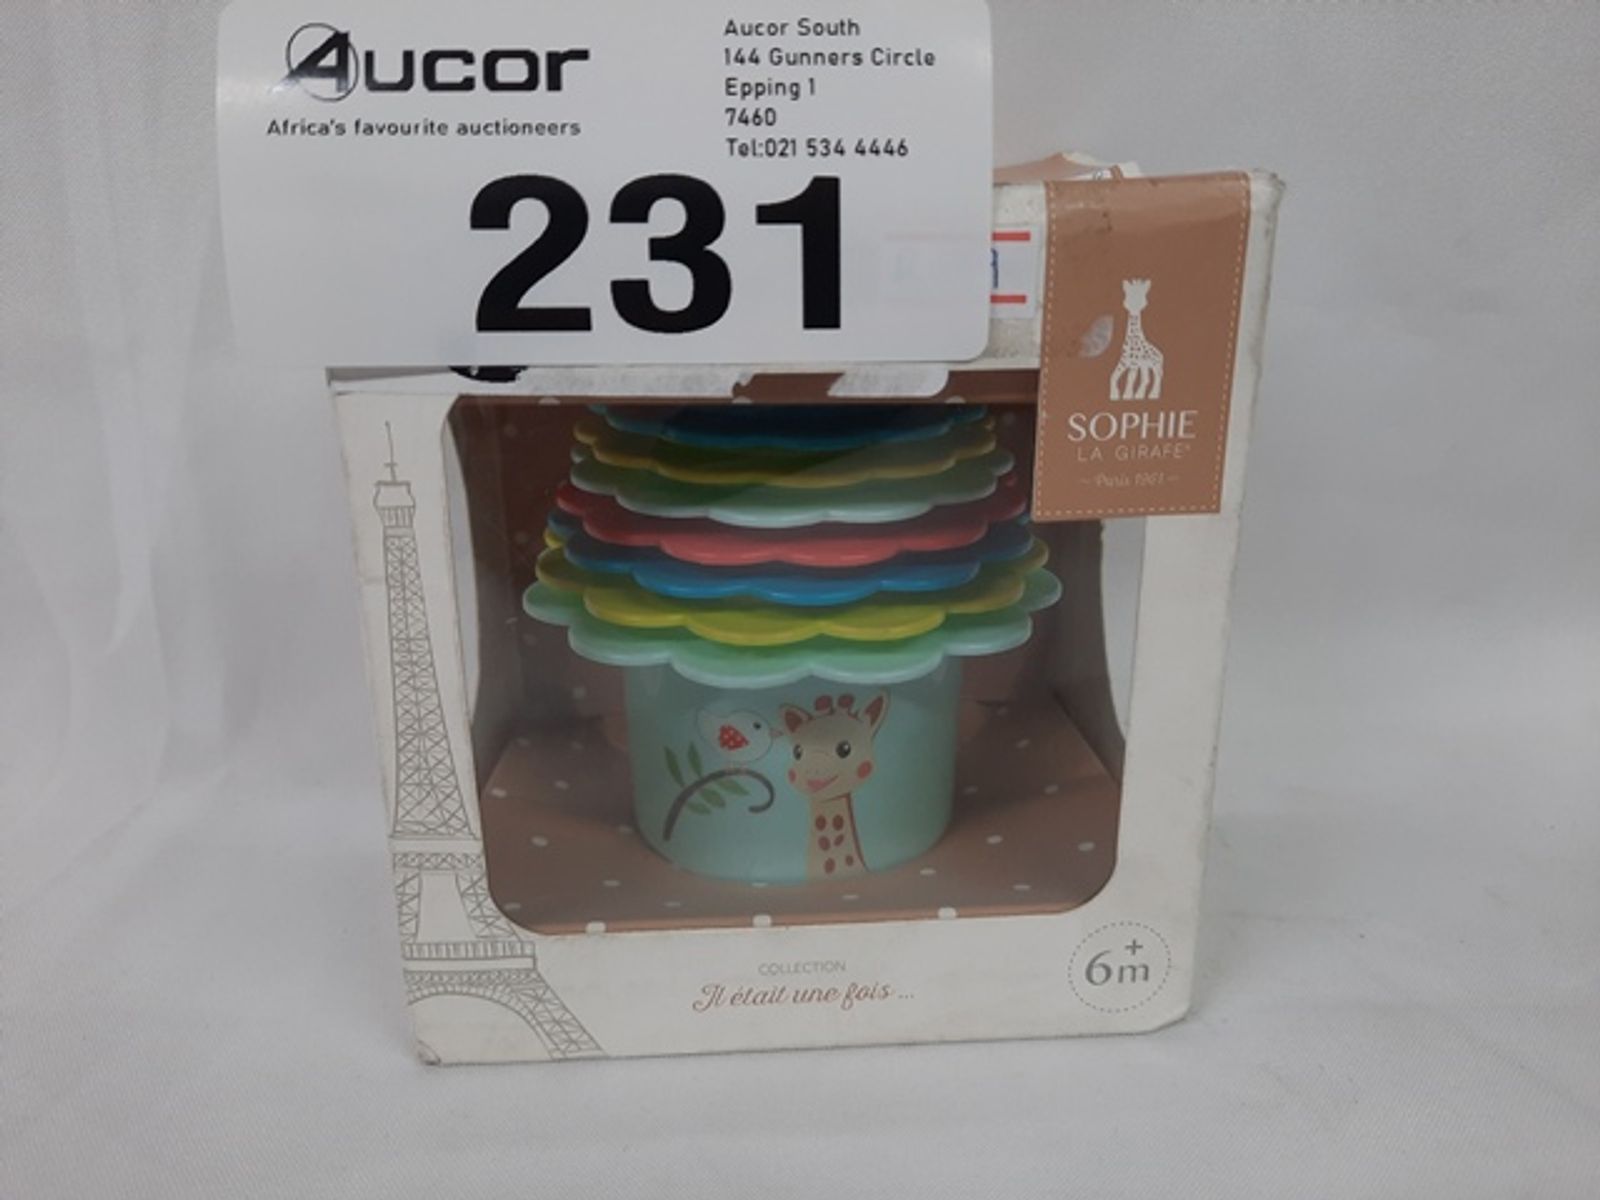 Aucor
Africa's favourite auctioneers
Aucor South
144 Gunners Circle
Epping 1
7460
Tel:021 534 4446
231
SOPHIE
LA GIRAFE®
~ Paris 1961 ~
COLLECTION
Il était une fois ...
6m+